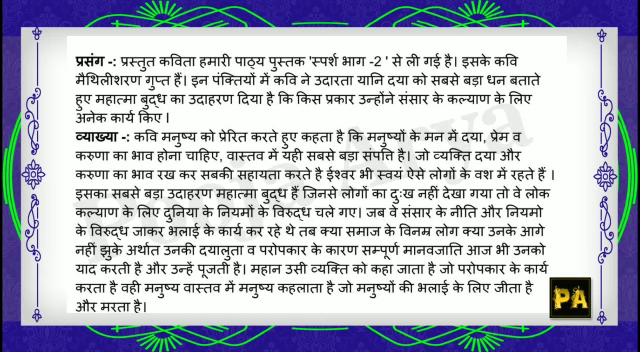 प्रसंग -: प्रस्तुत कविता हमारी पाठ्य पुस्तक 'स्पर्श भाग -2 ' से ली गई है। इसके कवि
मैथिलीशरण गुप्त हैं। इन पंक्तियों में कवि ने उदारता यानि दया को सबसे बड़ा धन बताते
हुए महात्मा बुद्ध का उदाहरण दिया है कि किस प्रकार उन्होंने संसार के कल्याण के लिए
अनेक कार्य किए ।
व्याख्या -: कवि मनुष्य को प्रेरित करते हुए कहता है कि मनुष्यों के मन में दया, प्रेम व
करुणा का भाव होना चाहिए, वास्तव में यही सबसे बड़ा संपत्ति है। जो व्यक्ति दया और
करुणा का भाव रख कर सबकी सहायता करते है ईश्वर भी स्वयं ऐसे लोगों के वश में रहते हैं ।
इसका सबसे बड़ा उदाहरण महात्मा बुद्ध हैं जिनसे लोगों का दुःख नहीं देखा गया तो वे लोक
कल्याण के लिए दुनिया के नियमों के विरुद्ध चले गए। जब वे संसार के नीति और नियमो
के विरुद्ध जाकर भलाई के कार्य कर रहे थे तब क्या समाज के विनम्र लोग क्या उनके आगे
नहीं झुके अर्थात उनकी दयालुता व परोपकार के कारण सम्पूर्ण मानवजाति आज भी उनको
याद करती है और उन्हें पूजती है। महान उसी व्यक्ति को कहा जाता है जो परोपकार के कार्य
करता है वही मनुष्य वास्तव में मनुष्य कहलाता है जो मनुष्यों की भलाई के लिए जीता है
और मरता है।
PA